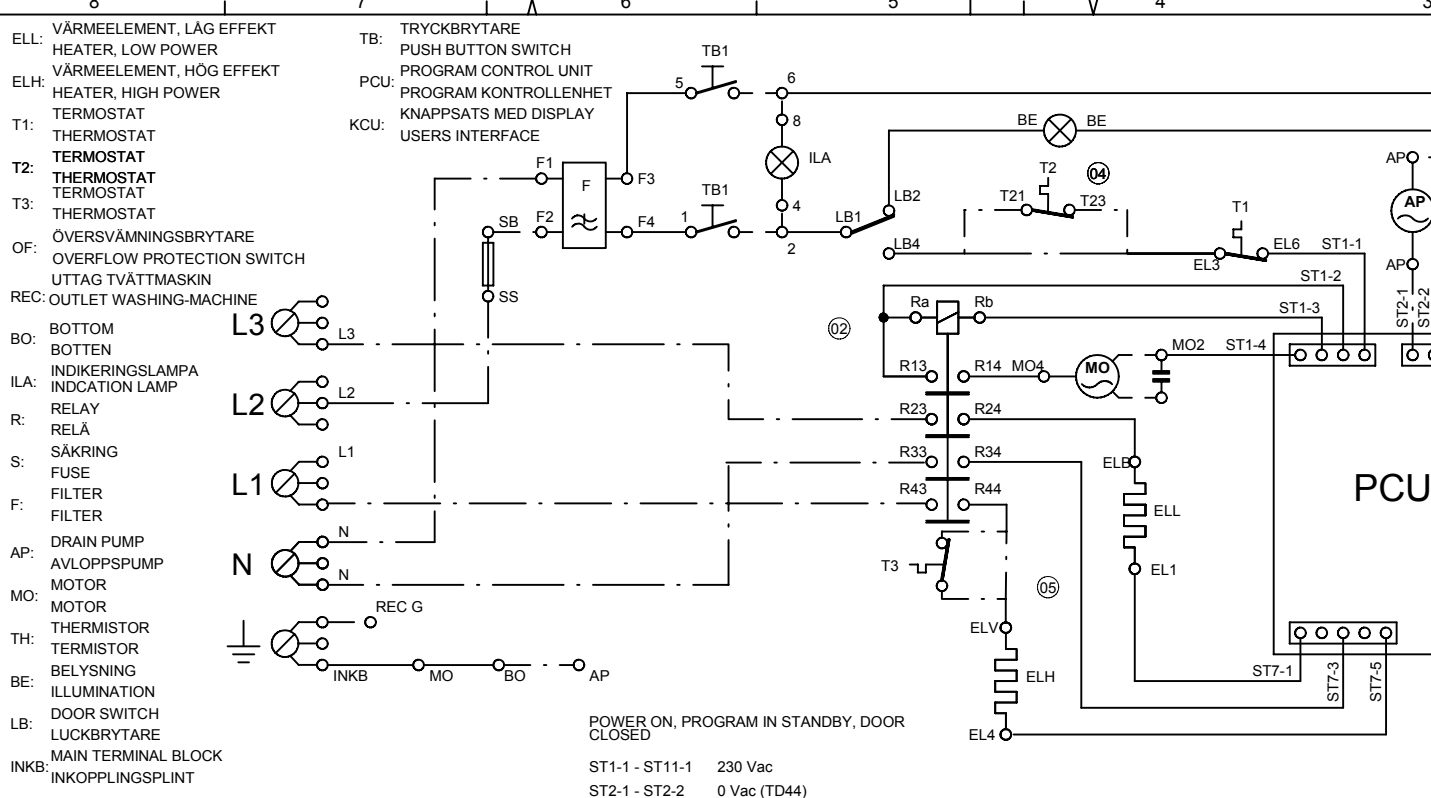 8 7 6 5 4 3
ELL: VÄRMEELEMENT, LÅG EFFEKT
HEATER, LOW POWER
ELH: VÄRMEELEMENT, HÖG EFFEKT
HEATER, HIGH POWER
T1: TERMOSTAT
THERMOSTAT
T2: TERMOSTAT
THERMOSTAT
T3: TERMOSTAT
THERMOSTAT
OF: ÖVERSVÄMNINGSBRYTARE
OVERFLOW PROTECTION SWITCH
UTTAG TVÄTTMASKIN
REC: OUTLET WASHING-MACHINE
BO: BOTTOM
BOTTEN
ILA: INDIKERINGSLAMPA
INDCATION LAMP
R: RELAY
RELÄ
S: SÄKRING
FUSE
F: FILTER
FILTER
AP: DRAIN PUMP
AVLOPPSPUMP
MO: MOTOR
MOTOR
TH: THERMISTOR
TERMISTOR
BE: BELYSNING
ILLUMINATION
LB: DOOR SWITCH
LUCKBRYTARE
INKB: MAIN TERMINAL BLOCK
INKOPPLINGSPLINT
TB: TRYCKBRYTARE
PUSH BUTTON SWITCH
PCU: PROGRAM CONTROL UNIT
PROGRAM KONTROLLENHET
KCU: KNAPPSATS MED DISPLAY
USERS INTERFACE
TB1
5 6
8
ILA
BE BE
F1 F F3
T2 04
AP
SB F2 F4 1 TB1 4 2
LB1 LB2
T21 T23
T1
AP
LB4
EL3 EL6 ST1-1
AP
SS
ST1-2
Ra Rb ST1-3
ST2-1 ST2-2
02
L3 L3
R13 R14 MO4 MO MO2 ST1-4
L2 L2
R23 R24
L1 L1
R33 R34
ELB
PCU
R43 R44
ELL
N N
N
T3
EL1
05
REC G
ELV
INKB MO BO AP
ELH
EL4
ST7-1 ST7-3 ST7-5
POWER ON, PROGRAM IN STANDBY, DOOR
CLOSED
ST1-1 - ST11-1 230 Vac
ST2-1 - ST2-2 0 Vac (TD44)